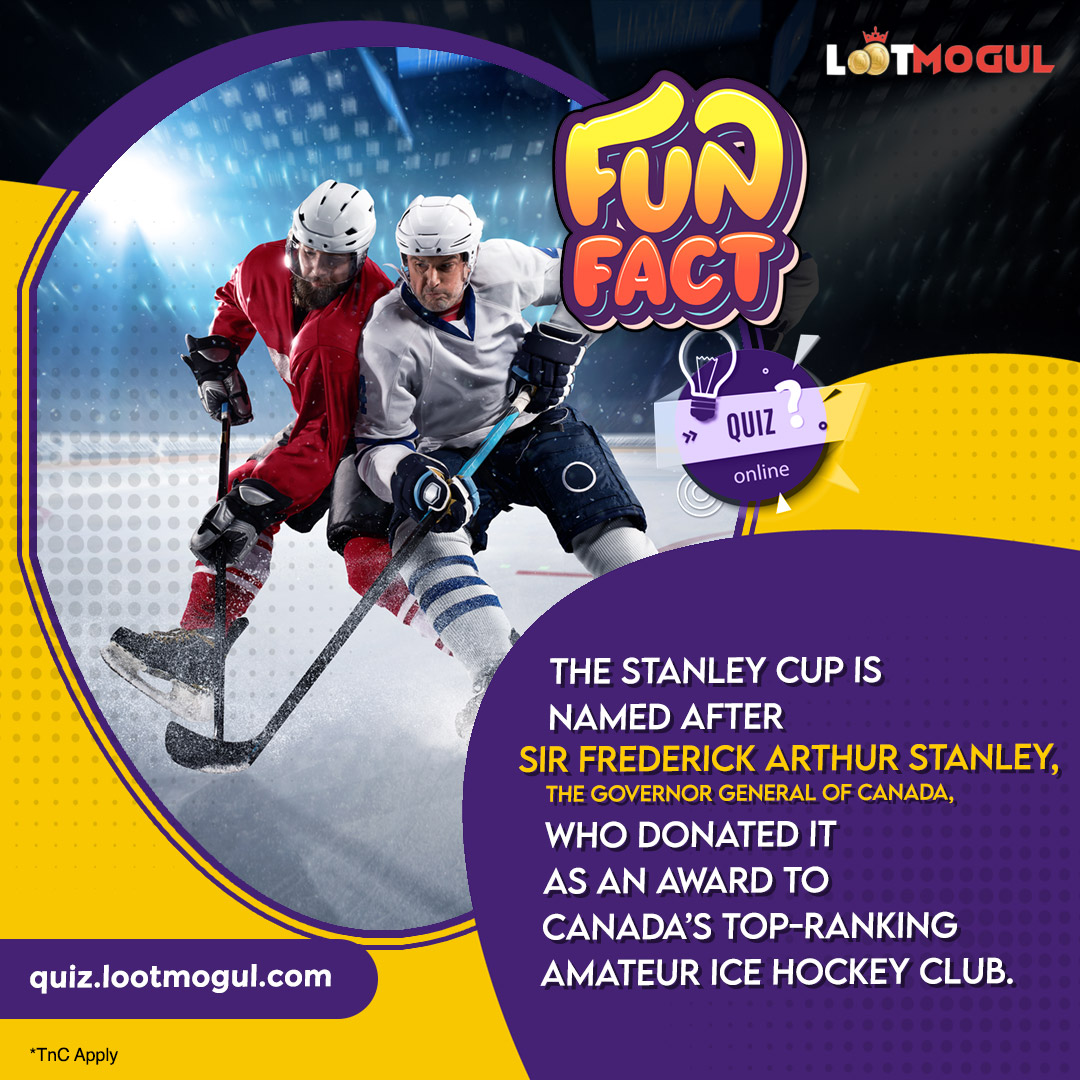 LOOTMOGUL
FUN
FACT
?
QUIZ
online
THE STANLEY CUP IS
NAMED AFTER
SIR FREDERICK ARTHUR STANLEY,
THE GOVERNOR GENERAL OF CANADA,
WHO DONATED IT
AS AN AWARD TO
CANADA'S TOP-RANKING
AMATEUR ICE HOCKEY CLUB.
quiz.lootmogul.com
*TnC Apply